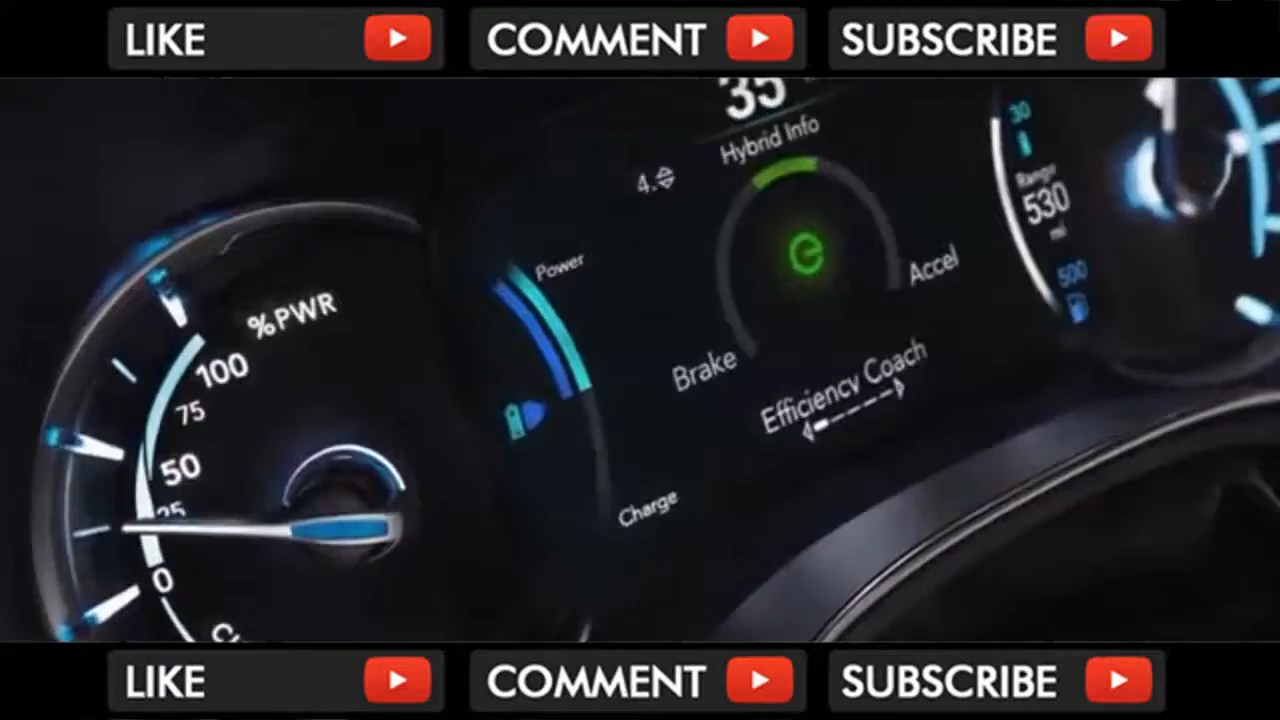 LIKE COMMENT SUBSCRIBE
35
Hybrid Info
4.
30
Range
530
mi
500
Power
Accel
Brake
Efficiency Coach
Charge
%PWR
100
75
50
25
0
LIKE COMMENT SUBSCRIBE